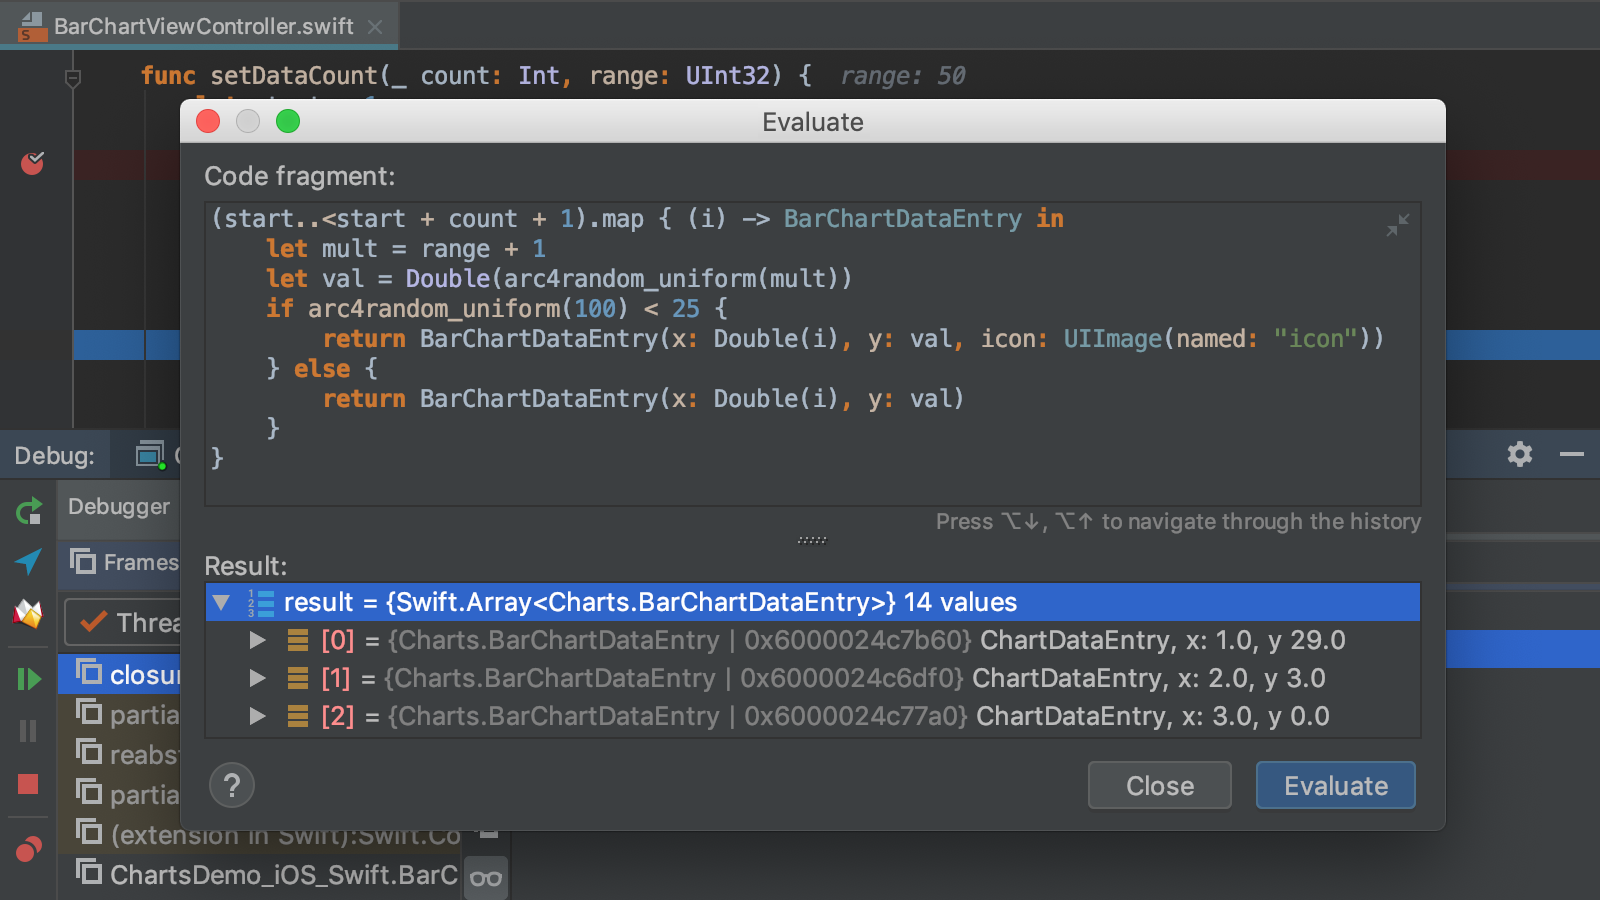 BarChartViewController.swift
func setDataCount(_ count: Int, range: UInt32) { range: 50
Evaluate
Code fragment:
(start..<start + count + 1).map { (i) -> BarChartDataEntry in
let mult = range + 1
let val = Double(arc4random_uniform(mult))
if arc4random_uniform(100) < 25 {
return BarChartDataEntry(x: Double(i), y: val, icon: UIImage(named: "icon"))
} else {
return BarChartDataEntry(x: Double(i), y: val)
}
}
Press ⌥↓, ⌥↑ to navigate through the history
Result:
result = {Swift.Array<Charts.BarChartDataEntry>} 14 values
[0] = {Charts.BarChartDataEntry | 0x6000024c7b60} ChartDataEntry, x: 1.0, y 29.0
[1] = {Charts.BarChartDataEntry | 0x6000024c6df0} ChartDataEntry, x: 2.0, y 3.0
[2] = {Charts.BarChartDataEntry | 0x6000024c77a0} ChartDataEntry, x: 3.0, y 0.0
?
Close
Evaluate
Debug:
Debugger
Frames
Threa
closur
partia
reabst
partia
(extension in Swift):Swift.Co
ChartsDemo_iOS_Swift.BarC